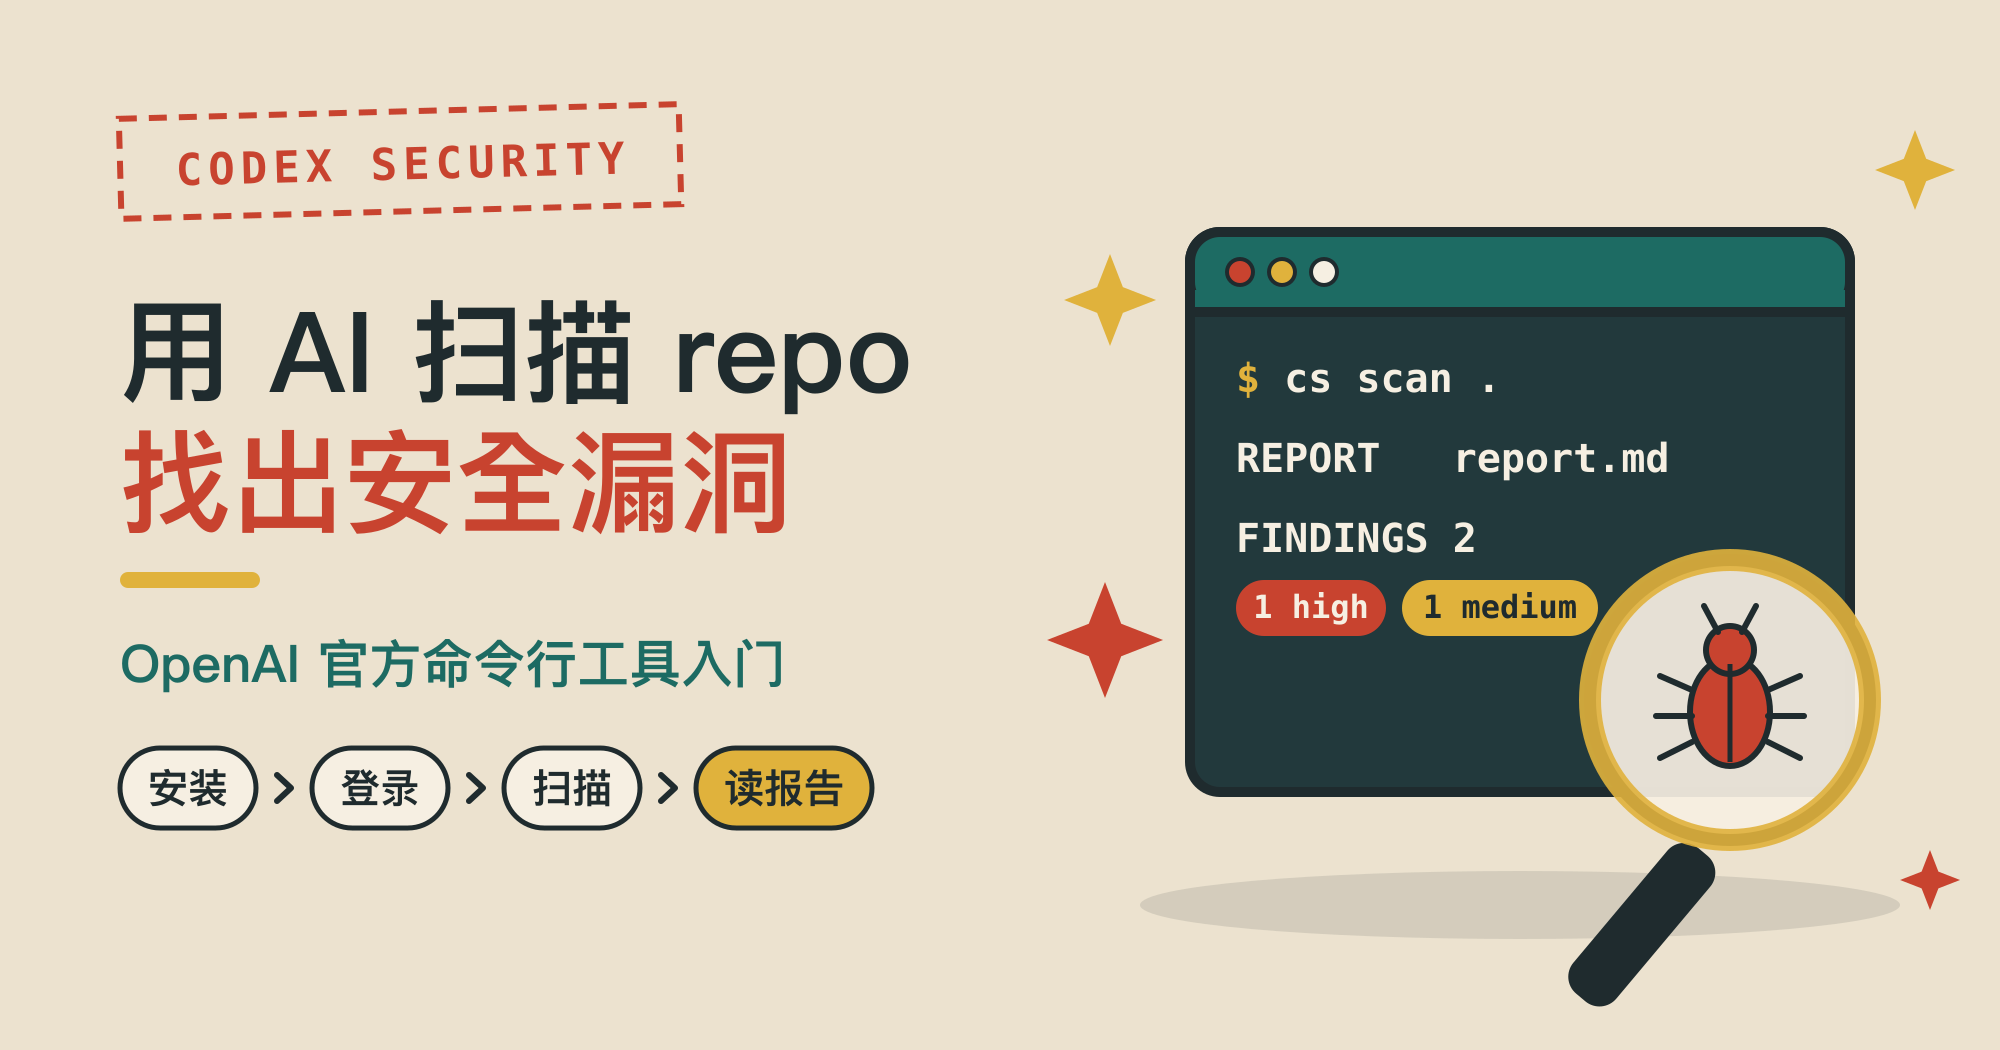 CODEX SECURITY
用 AI 扫描 repo
找出安全漏洞
OpenAI 官方命令行工具入门
安装 > 登录 > 扫描 > 读报告
$ cs scan .
REPORT report.md
FINDINGS 2
1 high 1 medium